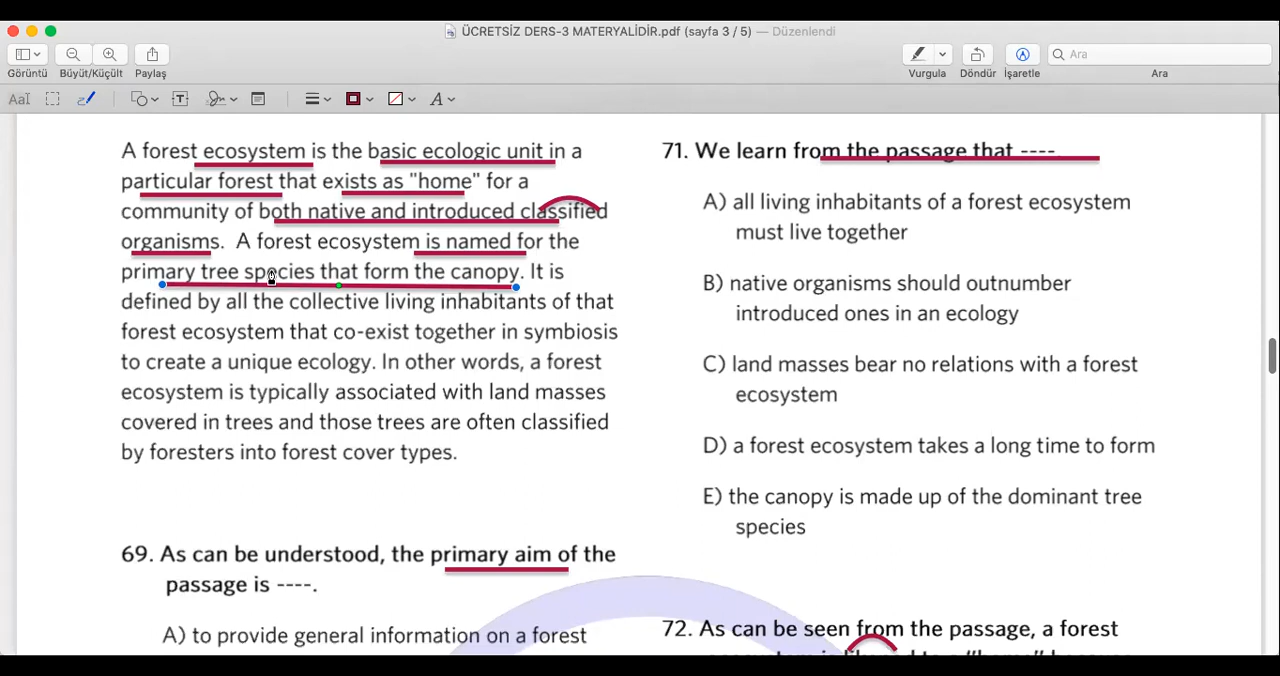 ÜCRETSİZ DERS-3 MATERYALİDİR.pdf (sayfa 3 / 5) — Düzenlendi
Görüntü
Büyüt/Küçült
Paylaş
Vurgula
Döndür
İşaretle
Ara
Ara
A forest ecosystem is the basic ecologic unit in a
particular forest that exists as "home" for a
community of both native and introduced classified
organisms. A forest ecosystem is named for the
primary tree species that form the canopy. It is
defined by all the collective living inhabitants of that
forest ecosystem that co-exist together in symbiosis
to create a unique ecology. In other words, a forest
ecosystem is typically associated with land masses
covered in trees and those trees are often classified
by foresters into forest cover types.
69. As can be understood, the primary aim of the
passage is ----.
A) to provide general information on a forest
71. We learn from the passage that ----.
A) all living inhabitants of a forest ecosystem
must live together
B) native organisms should outnumber
introduced ones in an ecology
C) land masses bear no relations with a forest
ecosystem
D) a forest ecosystem takes a long time to form
E) the canopy is made up of the dominant tree
species
72. As can be seen from the passage, a forest